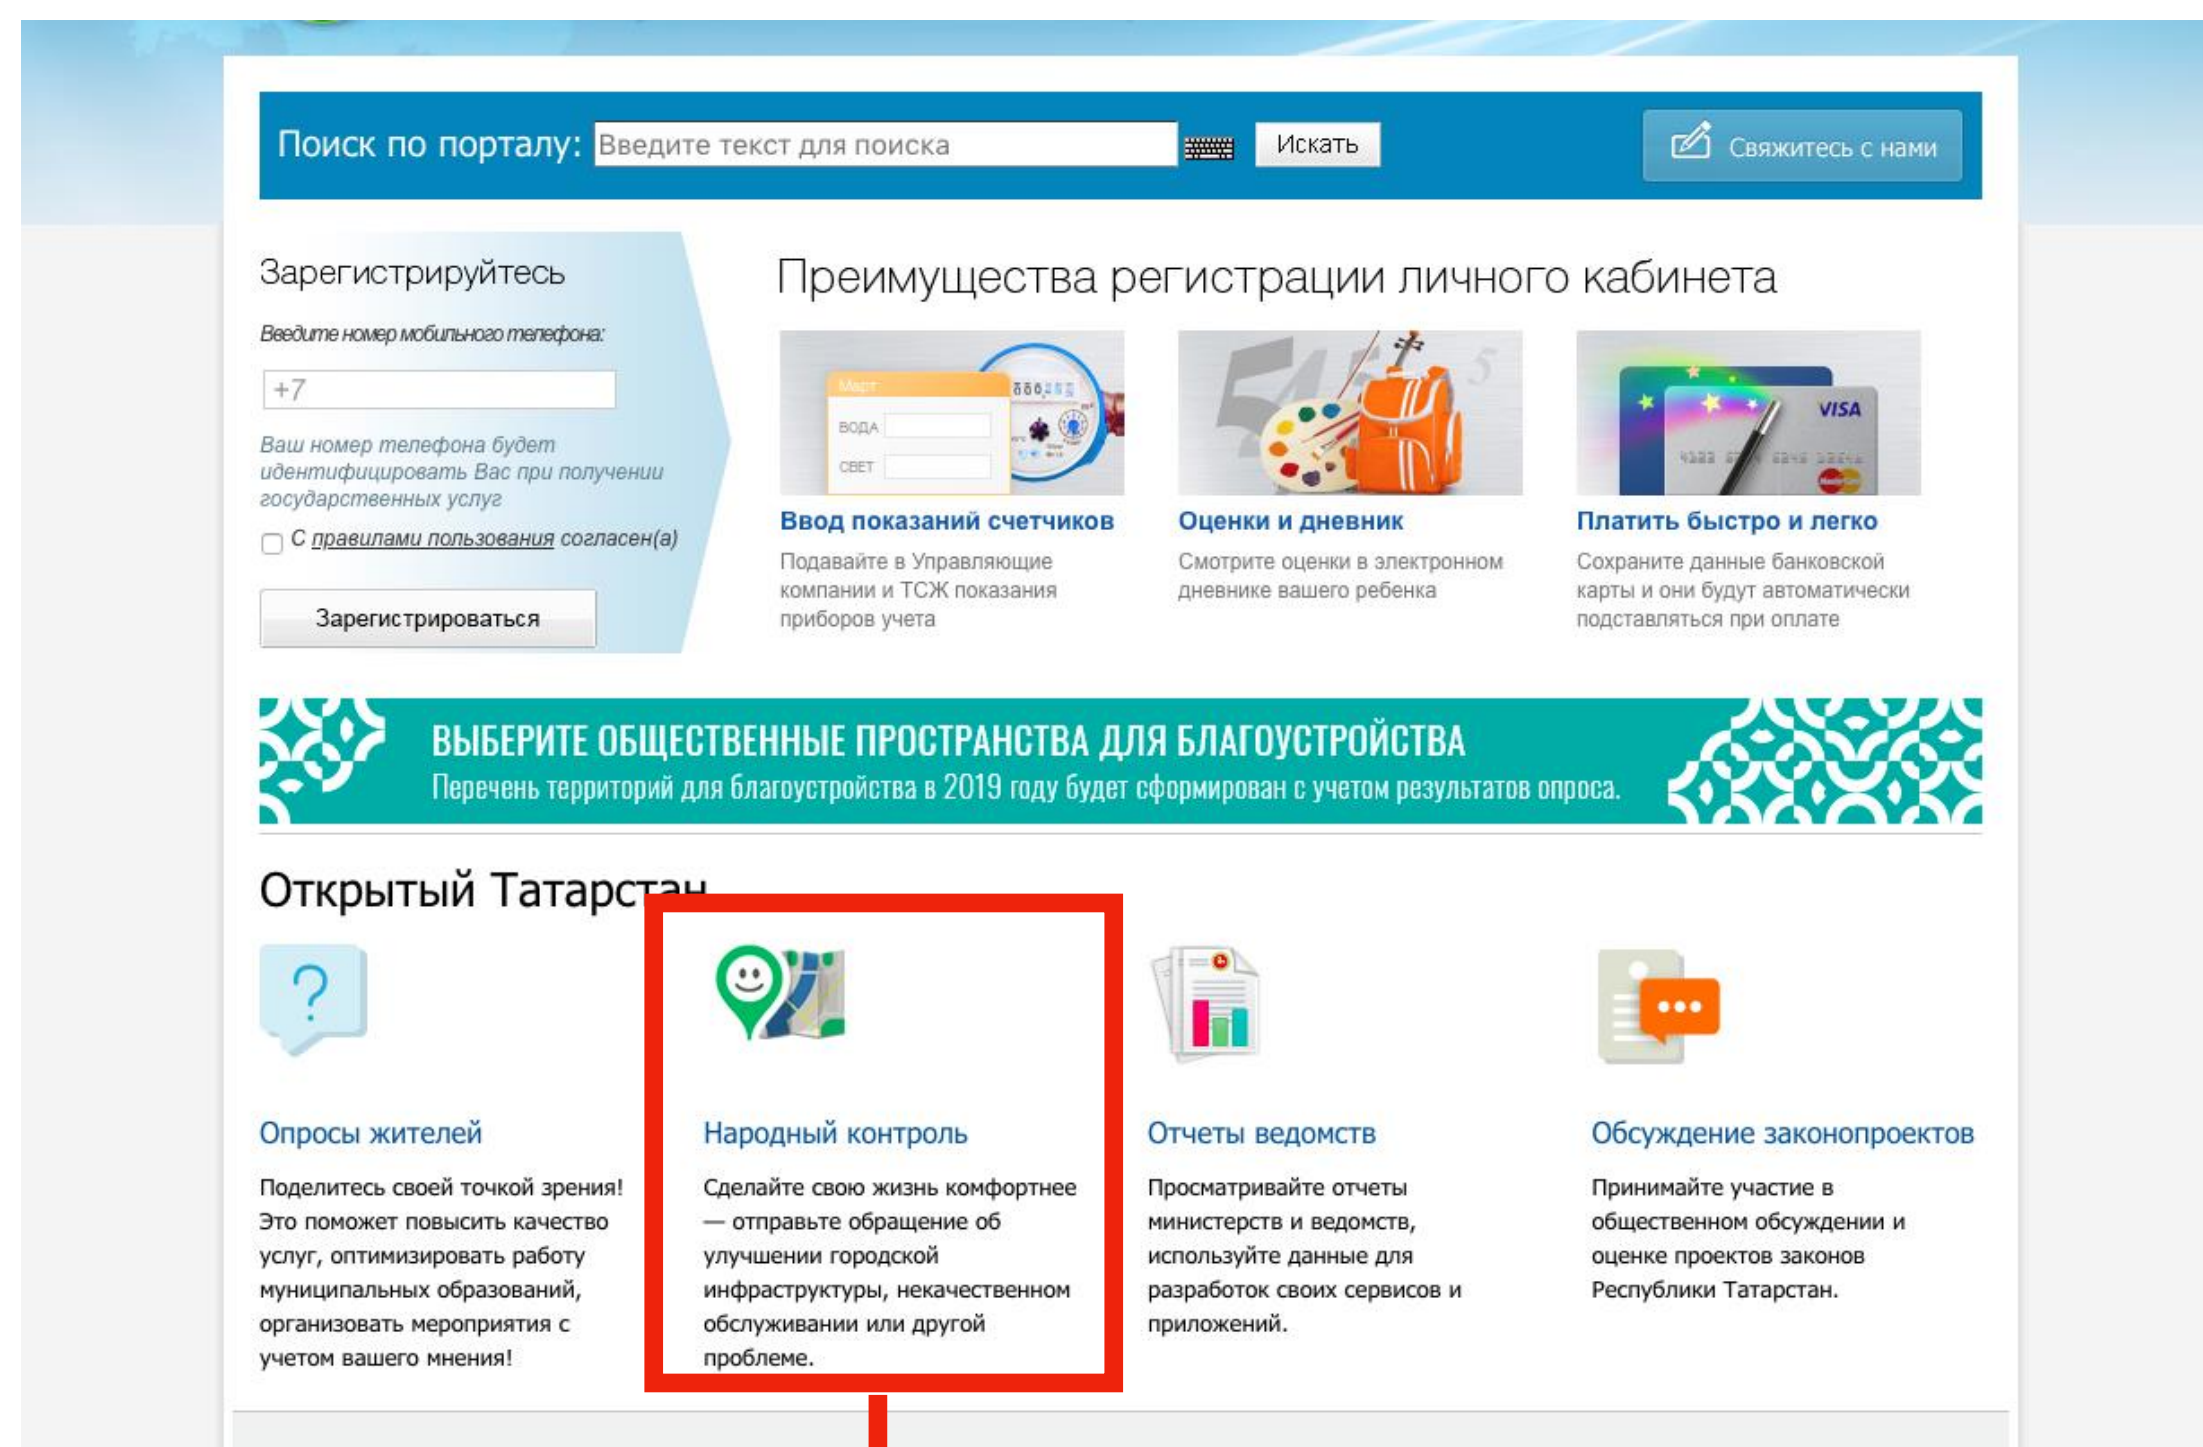 Поиск по порталу: Введите текст для поиска Искать Свяжитесь с нами
Зарегистрируйтесь
Введите номер мобильного телефона:
+7
Ваш номер телефона будет
идентифицировать Вас при получении
государственных услуг
С правилами пользования согласен(а)
Зарегистрироваться
Преимущества регистрации личного кабинета
Март
ВОДА
СВЕТ
Ввод показаний счетчиков
Подавайте в Управляющие
компании и ТСЖ показания
приборов учета
5
Оценки и дневник
Смотрите оценки в электронном
дневнике вашего ребенка
VISA
MasterCard
Платить быстро и легко
Сохраните данные банковской
карты и они будут автоматически
подставляться при оплате
ВЫБЕРИТЕ ОБЩЕСТВЕННЫЕ ПРОСТРАНСТВА ДЛЯ БЛАГОУСТРОЙСТВА
Перечень территорий для благоустройства в 2019 году будет сформирован с учетом результатов опроса.
Открытый Татарстан
?
Опросы жителей
Поделитесь своей точкой зрения!
Это поможет повысить качество
услуг, оптимизировать работу
муниципальных образований,
организовать мероприятия с
учетом вашего мнения!
Народный контроль
Сделайте свою жизнь комфортнее
— отправьте обращение об
улучшении городской
инфраструктуры, некачественном
обслуживании или другой
проблеме.
Отчеты ведомств
Просматривайте отчеты
министерств и ведомств,
используйте данные для
разработок своих сервисов и
приложений.
Обсуждение законопроектов
Принимайте участие в
общественном обсуждении и
оценке проектов законов
Республики Татарстан.